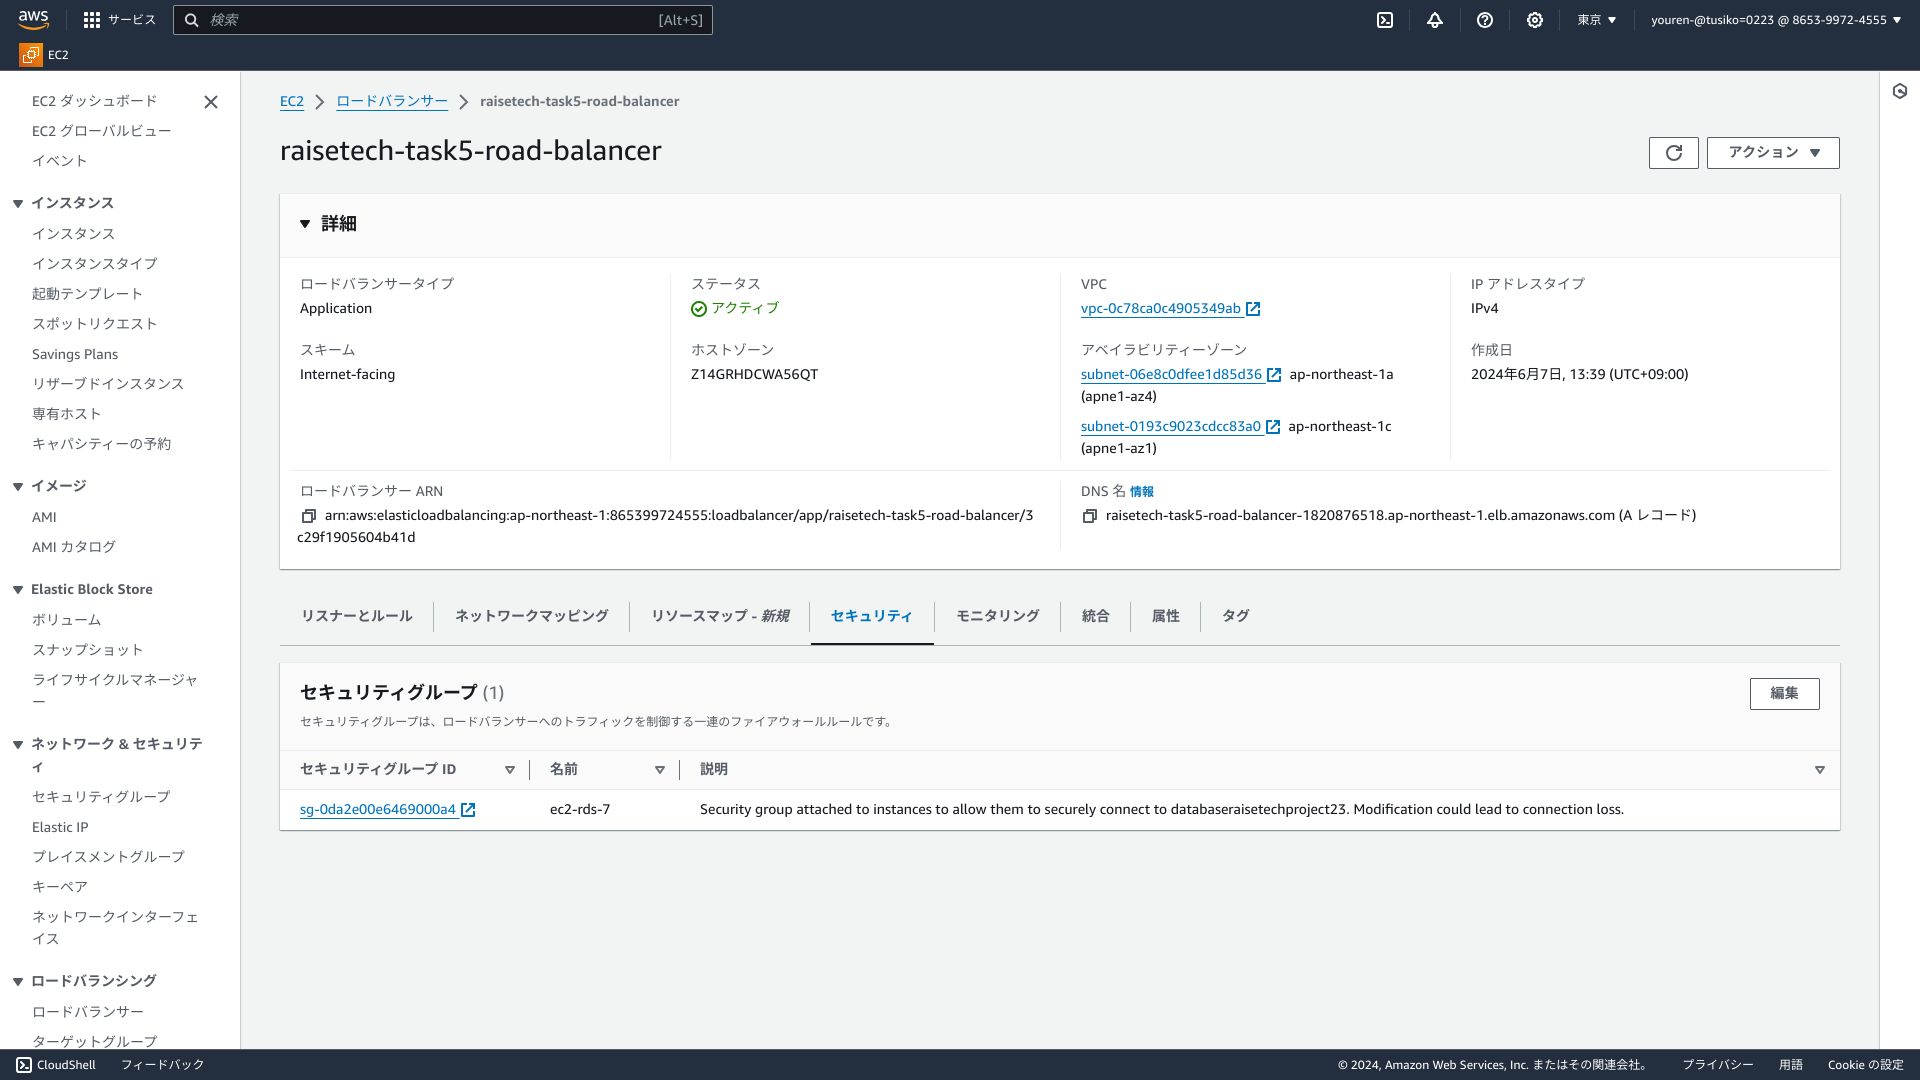 aws
サービス
検索
[Alt+S]
東京
youren-@tusiko=0223 @ 8653-9972-4555
EC2
EC2 ダッシュボード
EC2 グローバルビュー
イベント
インスタンス
インスタンス
インスタンスタイプ
起動テンプレート
スポットリクエスト
Savings Plans
リザーブドインスタンス
専有ホスト
キャパシティーの予約
イメージ
AMI
AMI カタログ
Elastic Block Store
ボリューム
スナップショット
ライフサイクルマネージャ
ー
ネットワーク & セキュリテ
ィ
セキュリティグループ
Elastic IP
プレイスメントグループ
キーペア
ネットワークインターフェ
イス
ロードバランシング
ロードバランサー
ターゲットグループ
EC2
ロードバランサー
raisetech-task5-road-balancer
raisetech-task5-road-balancer
アクション
詳細
ロードバランサータイプ
Application
ステータス
アクティブ
VPC
vpc-0c78ca0c4905349ab
IP アドレスタイプ
IPv4
スキーム
Internet-facing
ホストゾーン
Z14GRHDCWA56QT
アベイラビリティーゾーン
subnet-06e8c0dfee1d85d36 ap-northeast-1a
(apne1-az4)
subnet-0193c9023cdcc83a0 ap-northeast-1c
(apne1-az1)
作成日
2024年6月7日, 13:39 (UTC+09:00)
ロードバランサー ARN
arn:aws:elasticloadbalancing:ap-northeast-1:865399724555:loadbalancer/app/raisetech-task5-road-balancer/3
c29f1905604b41d
DNS 名 情報
raisetech-task5-road-balancer-1820876518.ap-northeast-1.elb.amazonaws.com (A レコード)
リスナーとルール
ネットワークマッピング
リソースマップ - 新規
セキュリティ
モニタリング
統合
属性
タグ
セキュリティグループ (1)
セキュリティグループは、ロードバランサーへのトラフィックを制御する一連のファイアウォールルールです。
編集
セキュリティグループ ID
名前
説明
sg-0da2e00e6469000a4
ec2-rds-7
Security group attached to instances to allow them to securely connect to databaseraisetechproject23. Modification could lead to connection loss.
CloudShell
フィードバック
© 2024, Amazon Web Services, Inc. またはその関連会社。
プライバシー
用語
Cookie の設定